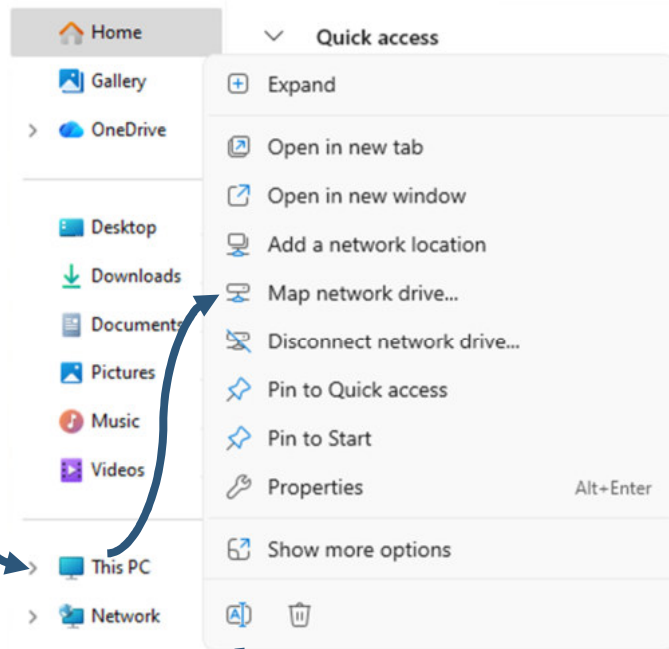 Home
Gallery
OneDrive
Desktop
Downloads
Documents
Pictures
Music
Videos
This PC
Network
Quick access
Expand
Open in new tab
Open in new window
Add a network location
Map network drive...
Disconnect network drive...
Pin to Quick access
Pin to Start
Properties Alt+Enter
Show more options